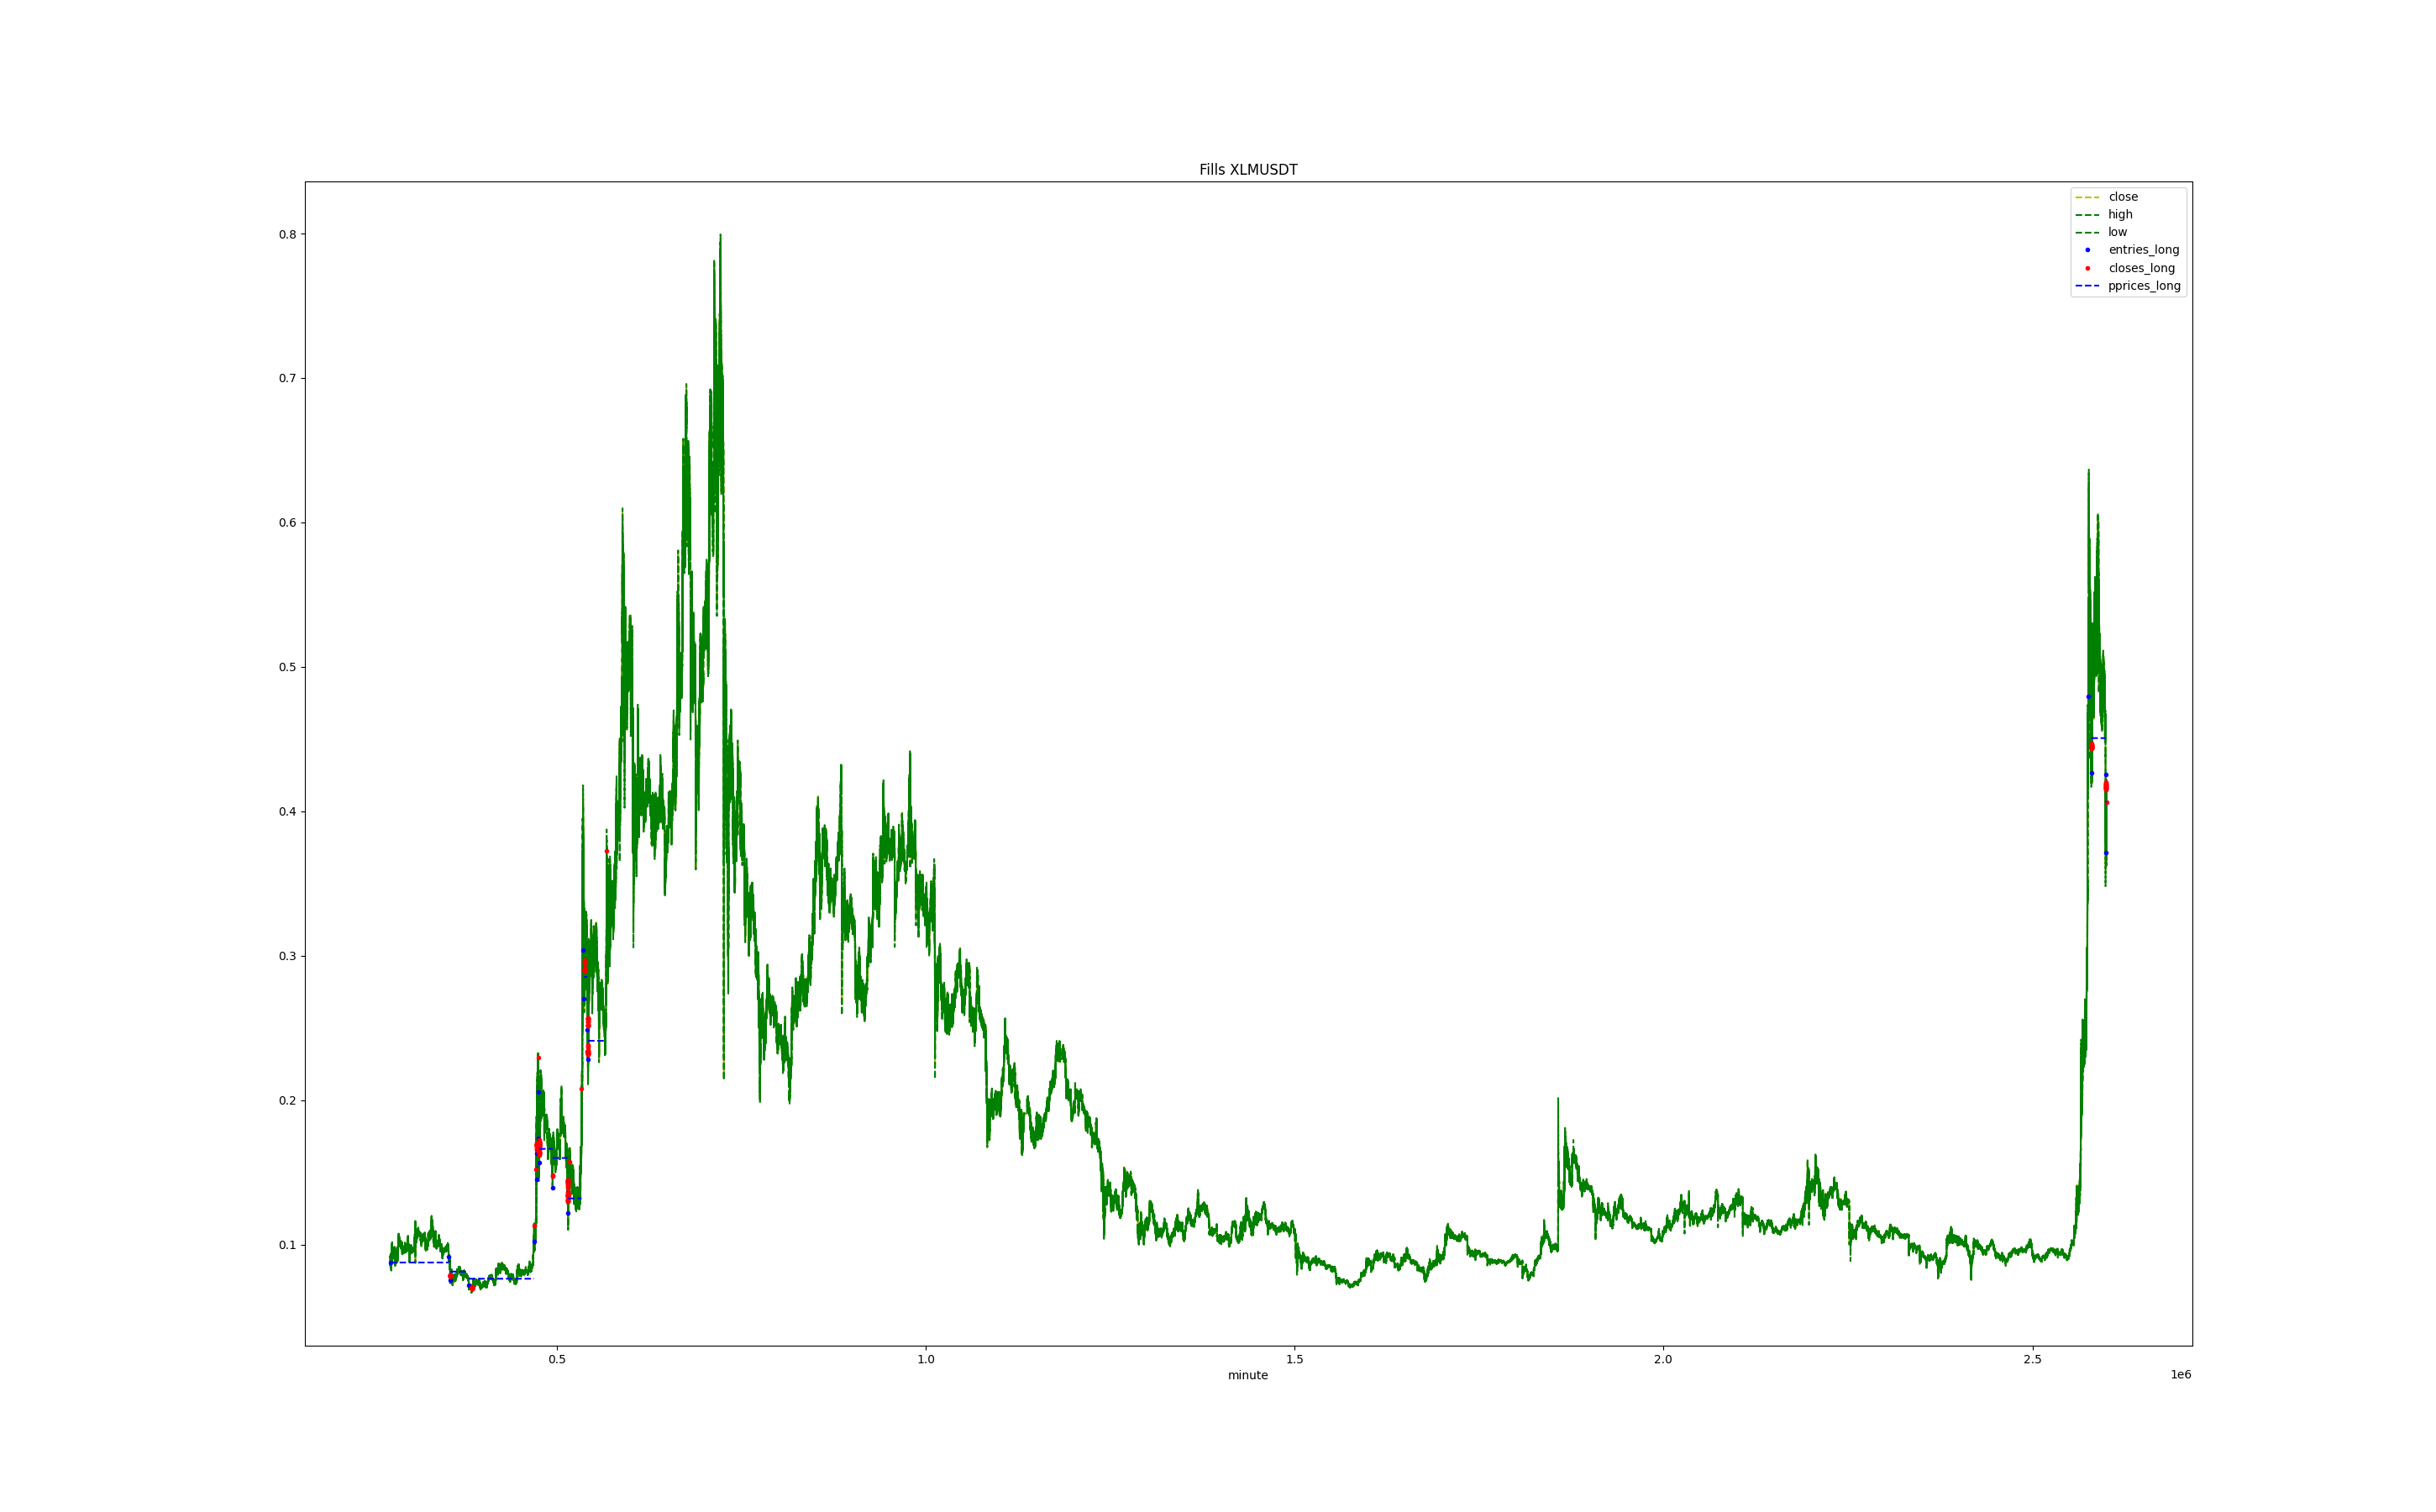 Fills XLMUSDT
close
high
low
entries_long
closes_long
pprices_long
0.8
0.7
0.6
0.5
0.4
0.3
0.2
0.1
0.5 1.0 1.5 2.0 2.5
minute 1e6